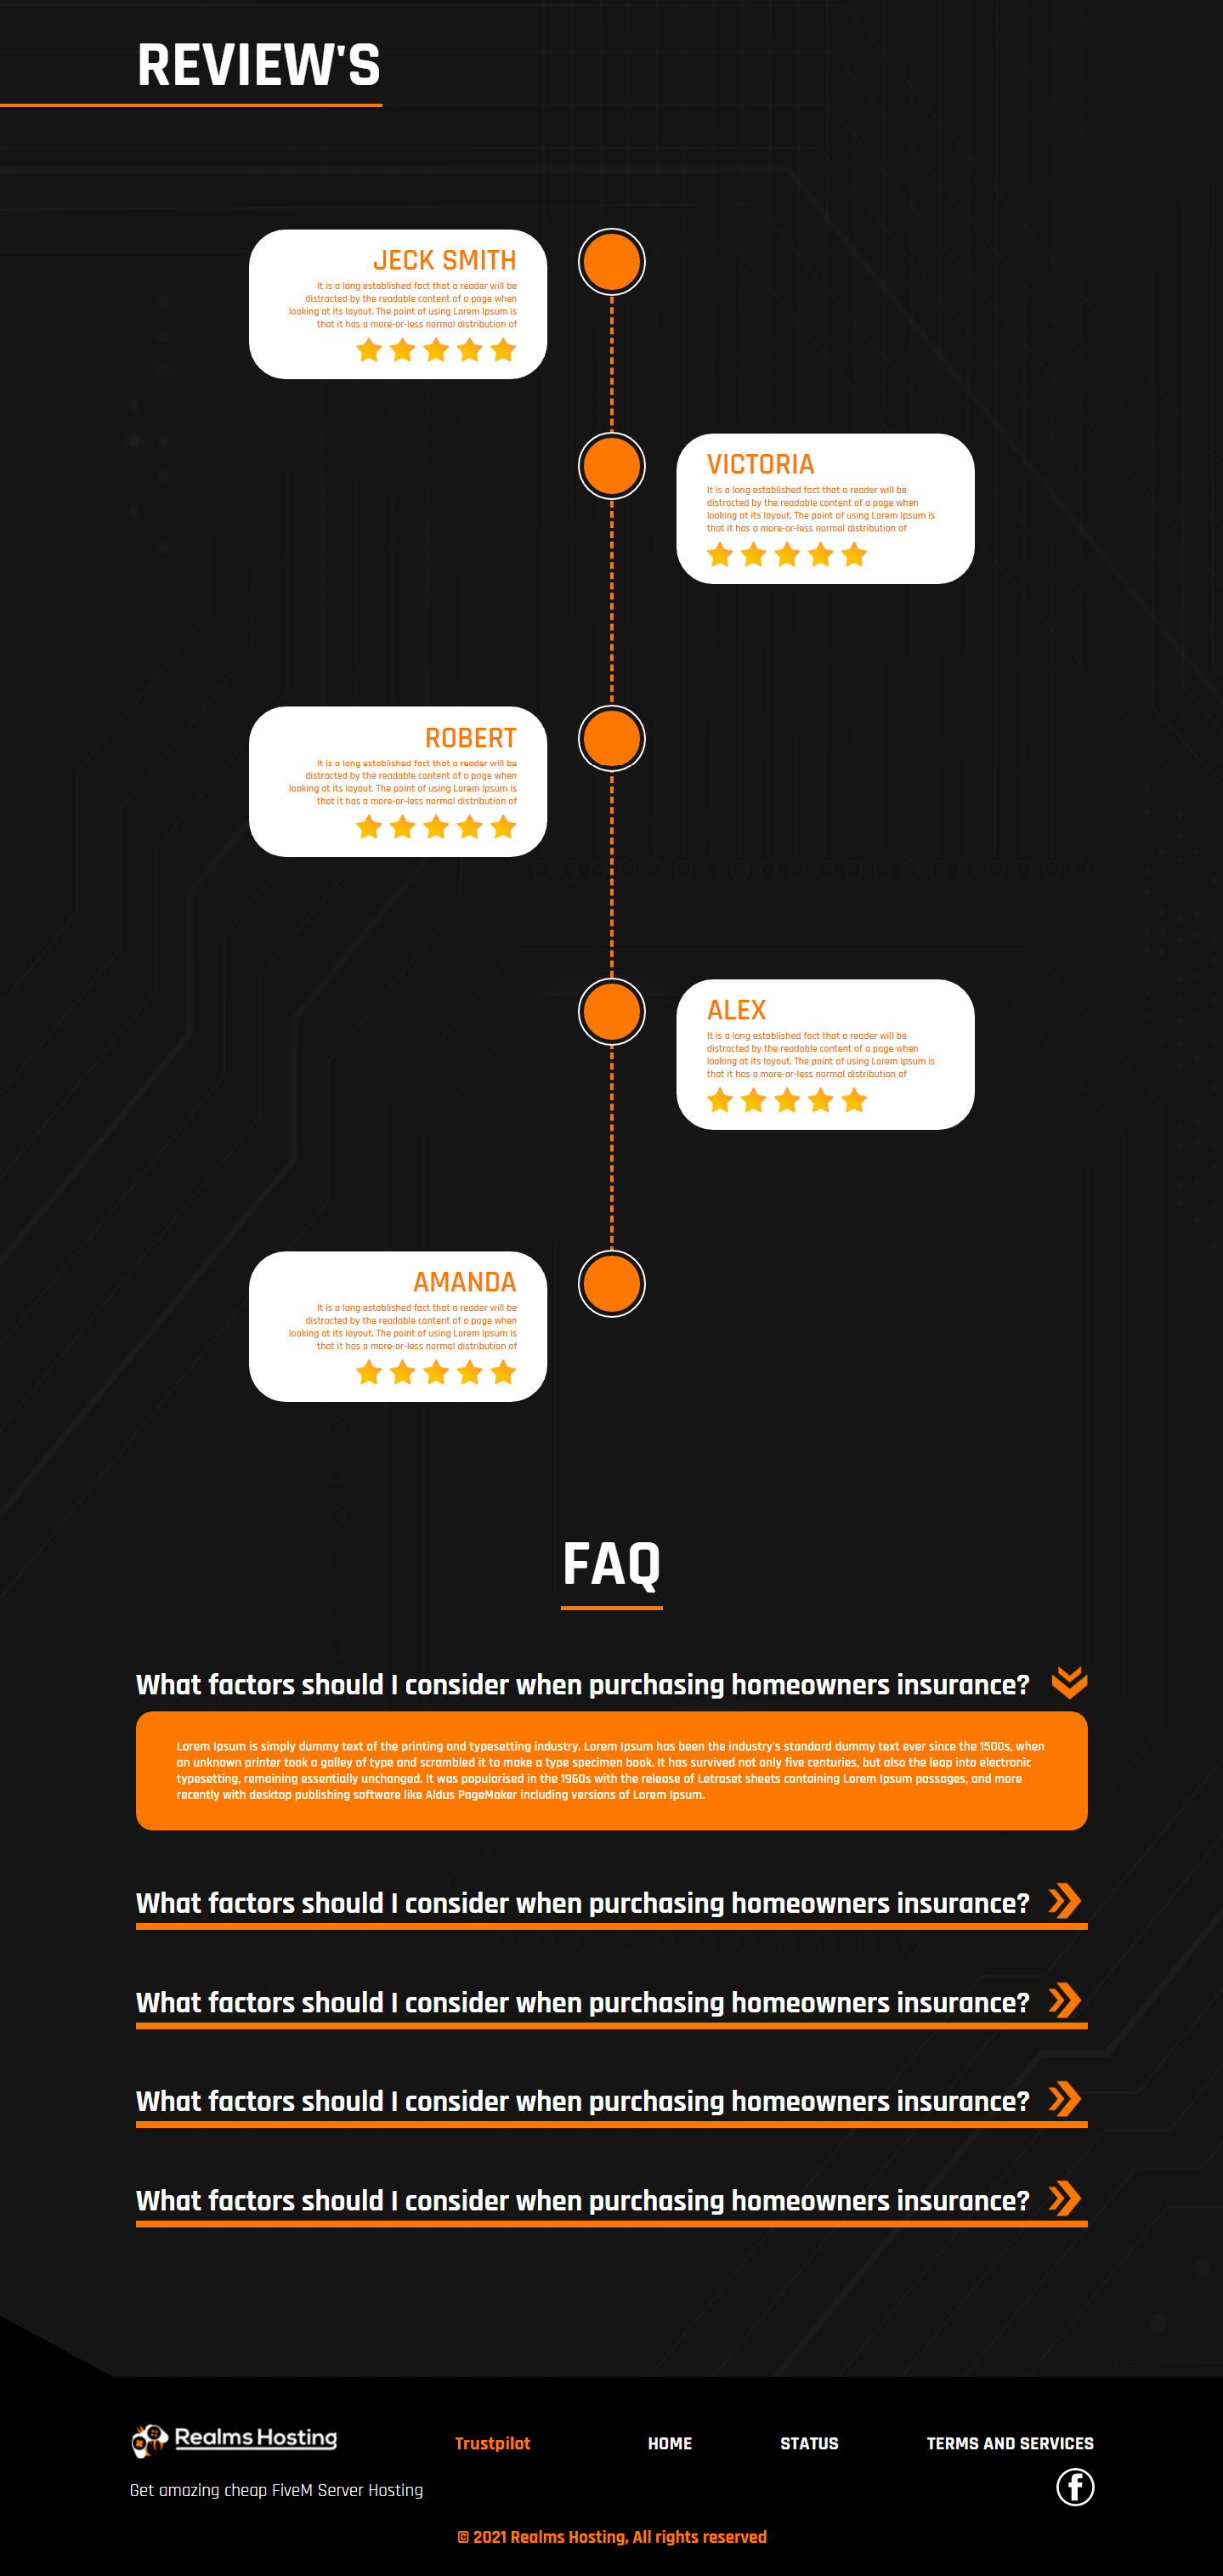 REVIEW'S
JECK SMITH
It is a long established fact that a reader will be
distracted by the readable content of a page when
looking at its layout. The point of using Lorem Ipsum is
that it has a more-or-less normal distribution of
VICTORIA
It is a long established fact that a reader will be
distracted by the readable content of a page when
looking at its layout. The point of using Lorem Ipsum is
that it has a more-or-less normal distribution of
ROBERT
It is a long established fact that a reader will be
distracted by the readable content of a page when
looking at its layout. The point of using Lorem Ipsum is
that it has a more-or-less normal distribution of
ALEX
It is a long established fact that a reader will be
distracted by the readable content of a page when
looking at its layout. The point of using Lorem Ipsum is
that it has a more-or-less normal distribution of
AMANDA
It is a long established fact that a reader will be
distracted by the readable content of a page when
looking at its layout. The point of using Lorem Ipsum is
that it has a more-or-less normal distribution of
FAQ
What factors should I consider when purchasing homeowners insurance?
Lorem Ipsum is simply dummy text of the printing and typesetting industry. Lorem Ipsum has been the industry's standard dummy text ever since the 1500s, when
an unknown printer took a galley of type and scrambled it to make a type specimen book. It has survived not only five centuries, but also the leap into electronic
typesetting, remaining essentially unchanged. It was popularised in the 1960s with the release of Letraset sheets containing Lorem Ipsum passages, and more
recently with desktop publishing software like Aldus PageMaker including versions of Lorem Ipsum.
What factors should I consider when purchasing homeowners insurance?
What factors should I consider when purchasing homeowners insurance?
What factors should I consider when purchasing homeowners insurance?
What factors should I consider when purchasing homeowners insurance?
Realms Hosting
Trustpilot
HOME
STATUS
TERMS AND SERVICES
Get amazing cheap FiveM Server Hosting
© 2021 Realms Hosting, All rights reserved